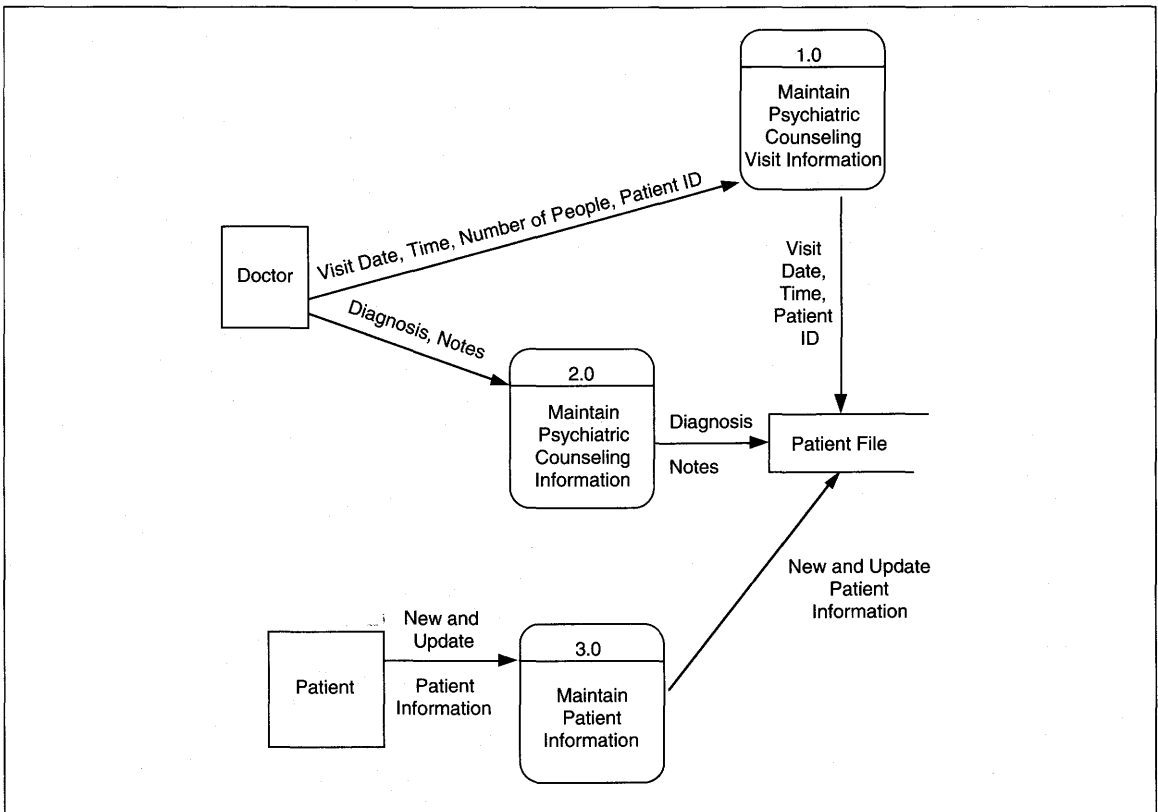 1.0
Maintain
Psychiatric
Counseling
Visit Information
Visit Date, Time, Number of People, Patient ID
Doctor
Visit
Date,
Time,
Patient
ID
Diagnosis, Notes
2.0
Maintain
Psychiatric
Counseling
Information
Diagnosis
Notes
Patient File
New and Update
Patient
Information
New and
Update
Patient
Information
Patient
3.0
Maintain
Patient
Information